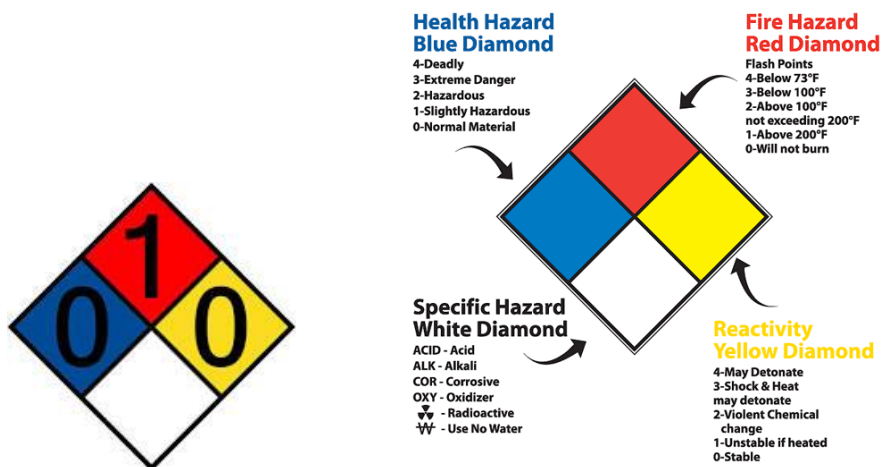 Health Hazard
Blue Diamond
4-Deadly
3-Extreme Danger
2-Hazardous
1-Slightly Hazardous
0-Normal Material
Fire Hazard
Red Diamond
Flash Points
4-Below 73°F
3-Below 100°F
2-Above 100°F
not exceeding 200°F
1-Above 200°F
0-Will not burn
1
0 0
Specific Hazard
White Diamond
ACID - Acid
ALK - Alkali
COR - Corrosive
OXY - Oxidizer
- Radioactive
W - Use No Water
Reactivity
Yellow Diamond
4-May Detonate
3-Shock & Heat
may detonate
2-Violent Chemical
change
1-Unstable if heated
0-Stable